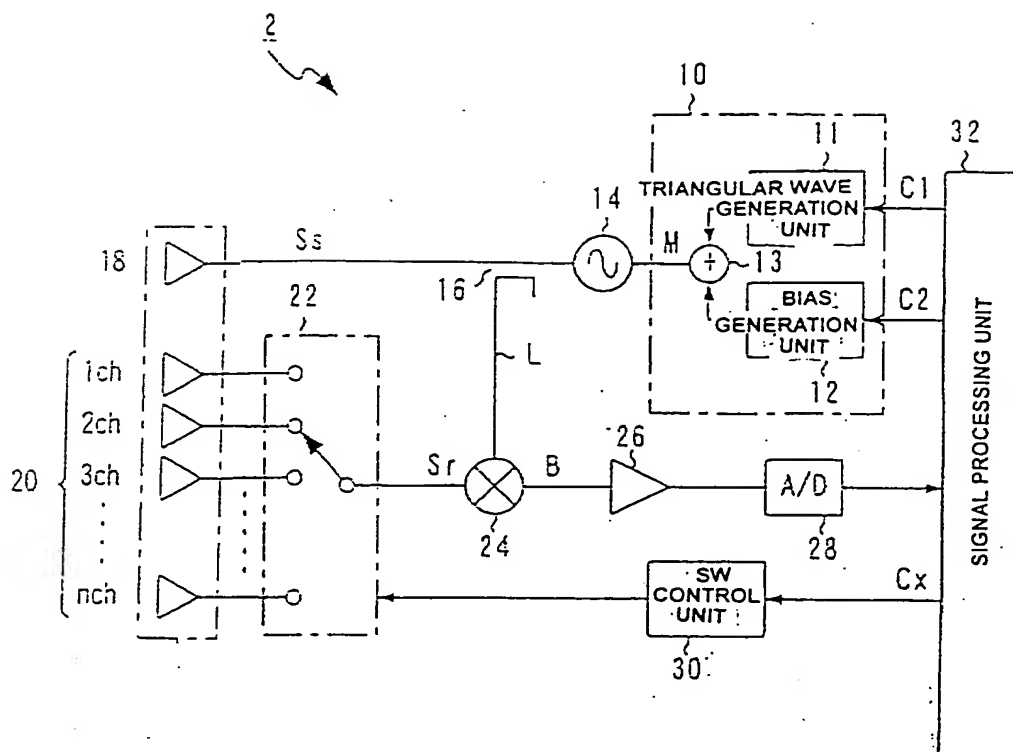 2
10
32
11
C1
TRIANGULAR WAVE
GENERATION
UNIT
14
Ss
M
13
18
16
22
BIAS
GENERATION
UNIT
C2
12
L
SIGNAL PROCESSING UNIT
1ch
2ch
3ch
nch
20
26
Sr
B
A/D
24
28
SW
CONTROL
UNIT
Cx
30